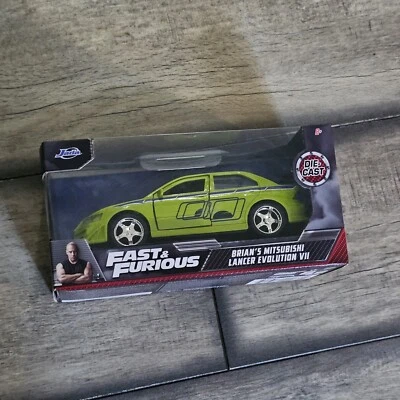 Jada
DIE
CAST
FAST &
FURIOUS
BRIAN'S MITSUBISHI
LANCER EVOLUTION VII